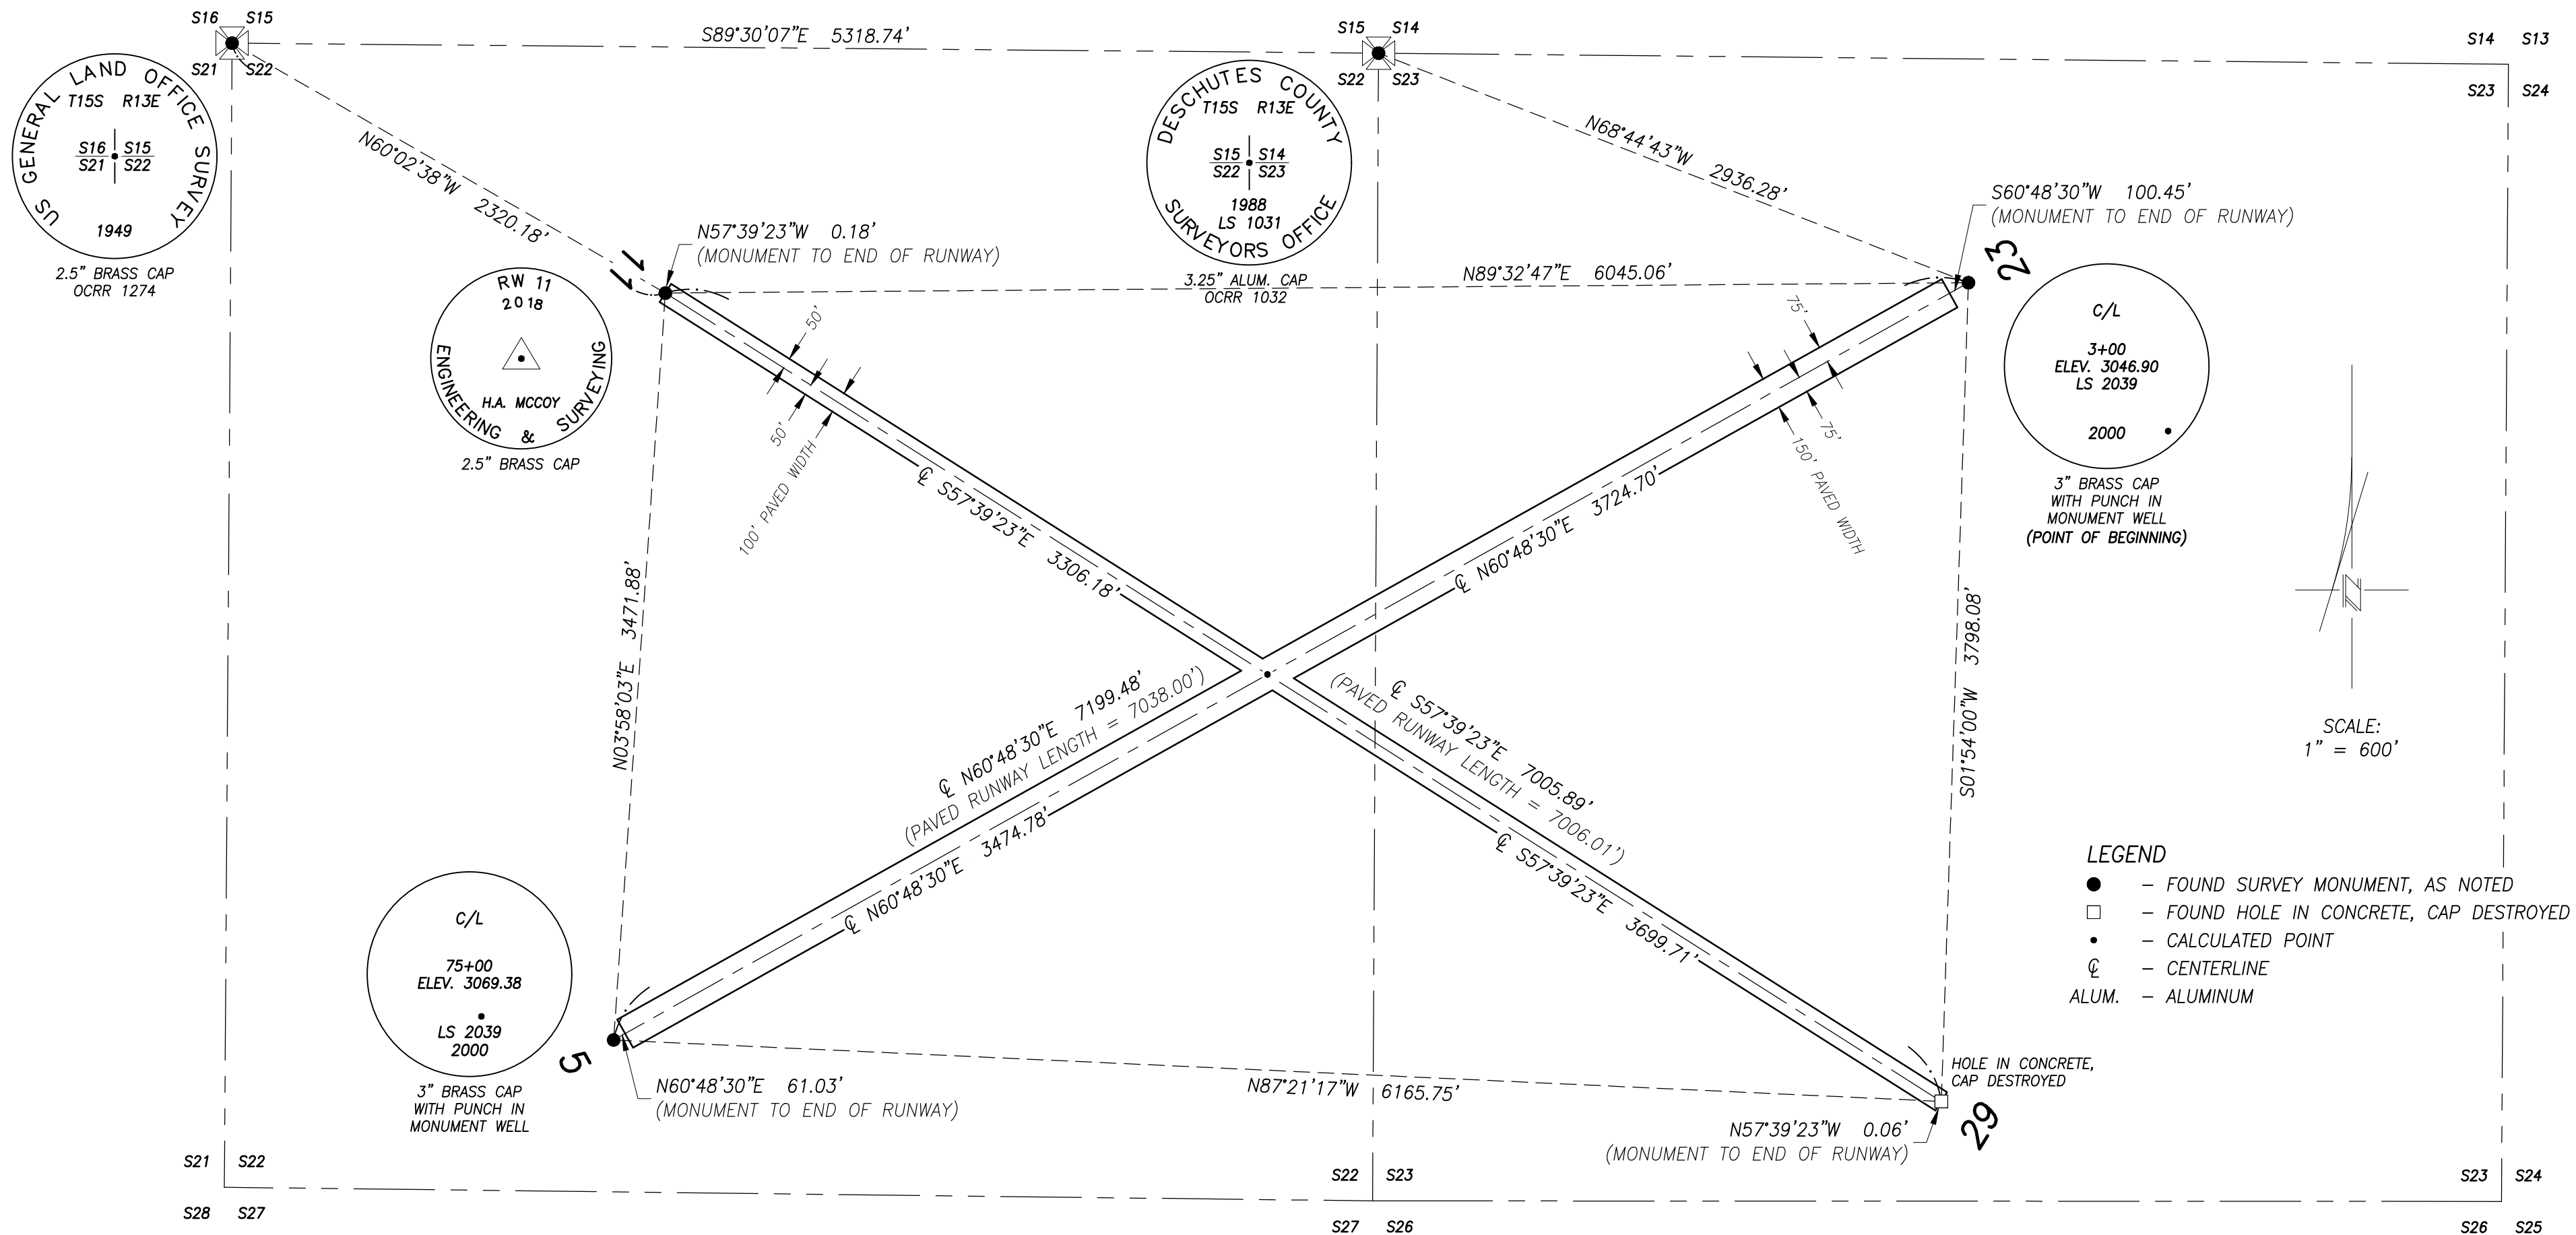 S16 S15
S21 S22
S89°30'07"E 5318.74'
S15 S14
S22 S23
S14 S13
S23 S24
US GENERAL LAND OFFICE SURVEY
T15S R13E
S16 S15
S21 S22
1949
2.5" BRASS CAP
OCRR 1274
N60°02'38"W 2320.18'
DESCHUTES COUNTY
T15S R13E
S15 S14
S22 S23
1988
LS 1031
SURVEYORS OFFICE
3.25" ALUM. CAP
OCRR 1032
N68°44'43"W 2936.28'
S60°48'30"W 100.45'
(MONUMENT TO END OF RUNWAY)
N57°39'23"W 0.18'
(MONUMENT TO END OF RUNWAY)
11
23
N89°32'47"E 6045.06'
RW 11
2018
H.A. MCCOY
ENGINEERING & SURVEYING
2.5" BRASS CAP
50'
50'
100' PAVED WIDTH
75'
75'
150' PAVED WIDTH
C/L
3+00
ELEV. 3046.90
LS 2039
2000
3" BRASS CAP
WITH PUNCH IN
MONUMENT WELL
(POINT OF BEGINNING)
℄ S57°39'23"E 3306.18'
℄ N60°48'30"E 3724.70'
N03°58'03"E 3471.88'
S01°54'00"W 3798.08'
℄ N60°48'30"E 7199.48'
(PAVED RUNWAY LENGTH = 7038.00')
℄ S57°39'23"E 7005.89'
(PAVED RUNWAY LENGTH = 7006.01')
℄ N60°48'30"E 3474.78'
℄ S57°39'23"E 3699.71'
N
SCALE:
1" = 600'
LEGEND
– FOUND SURVEY MONUMENT, AS NOTED
– FOUND HOLE IN CONCRETE, CAP DESTROYED
– CALCULATED POINT
℄ – CENTERLINE
ALUM. – ALUMINUM
C/L
75+00
ELEV. 3069.38
LS 2039
2000
3" BRASS CAP
WITH PUNCH IN
MONUMENT WELL
5
N60°48'30"E 61.03'
(MONUMENT TO END OF RUNWAY)
N87°21'17"W 6165.75'
HOLE IN CONCRETE,
CAP DESTROYED
29
N57°39'23"W 0.06'
(MONUMENT TO END OF RUNWAY)
S21 S22
S28 S27
S22 S23
S27 S26
S23 S24
S26 S25